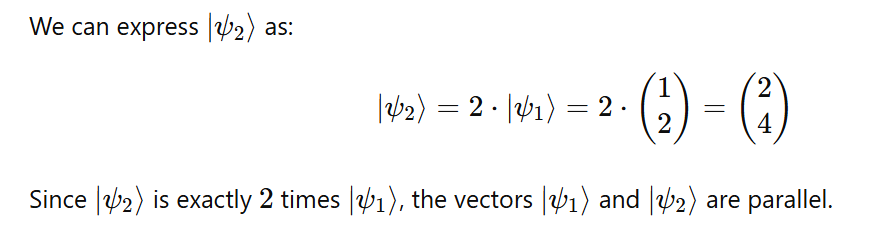 We can express |ψ₂⟩ as:
|ψ₂⟩ = 2 · |ψ₁⟩ = 2 · (1 2) = (2 4)
Since |ψ₂⟩ is exactly 2 times |ψ₁⟩, the vectors |ψ₁⟩ and |ψ₂⟩ are parallel.